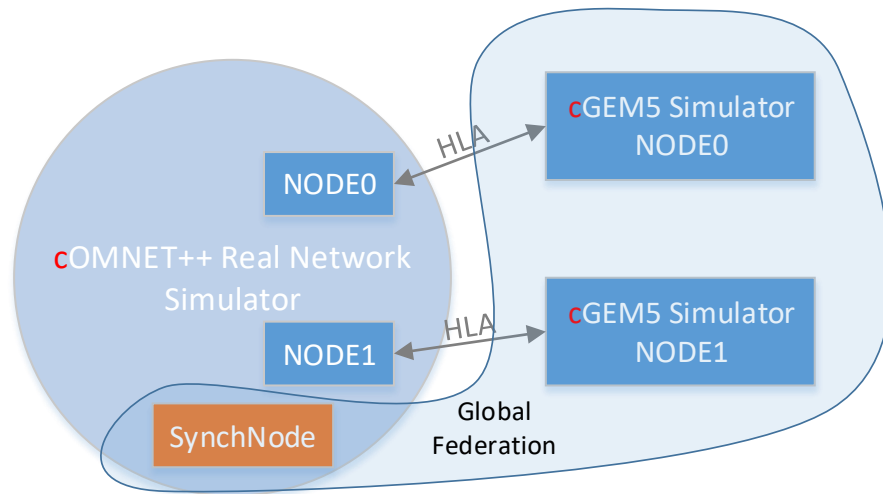 cGEM5 Simulator
NODE0
HLA
NODE0
cOMNET++ Real Network
Simulator
cGEM5 Simulator
NODE1
HLA
NODE1
SynchNode
Global
Federation